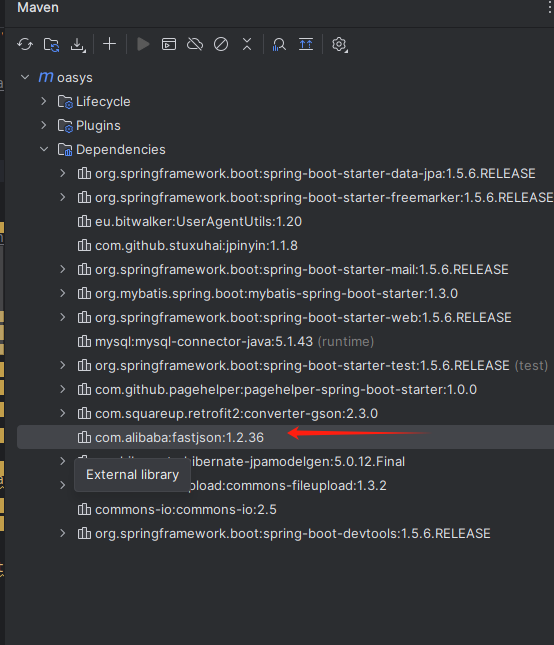 Maven
m oasys
Lifecycle
Plugins
Dependencies
org.springframework.boot:spring-boot-starter-data-jpa:1.5.6.RELEASE
org.springframework.boot:spring-boot-starter-freemarker:1.5.6.RELEASE
eu.bitwalker:UserAgentUtils:1.20
com.github.stuxuhai:jpinyin:1.1.8
org.springframework.boot:spring-boot-starter-mail:1.5.6.RELEASE
org.mybatis.spring.boot:mybatis-spring-boot-starter:1.3.0
org.springframework.boot:spring-boot-starter-web:1.5.6.RELEASE
mysql:mysql-connector-java:5.1.43 (runtime)
org.springframework.boot:spring-boot-starter-test:1.5.6.RELEASE (test)
com.github.pagehelper:pagehelper-spring-boot-starter:1.0.0
com.squareup.retrofit2:converter-gson:2.3.0
com.alibaba:fastjson:1.2.36
hibernate-jpamodelgen:5.0.12.Final
External library
upload:commons-fileupload:1.3.2
commons-io:commons-io:2.5
org.springframework.boot:spring-boot-devtools:1.5.6.RELEASE